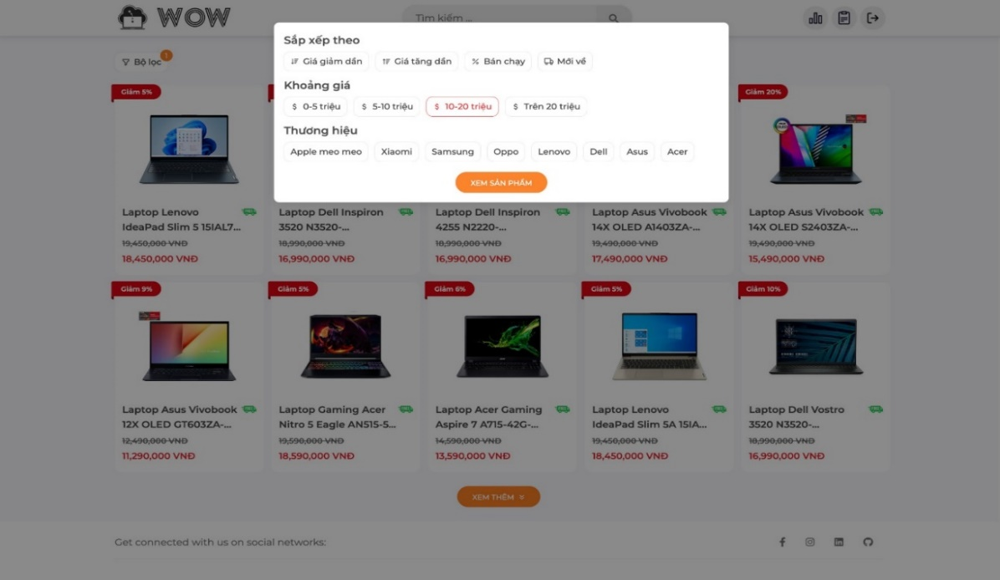 WOW
Tìm kiếm ...
Bộ lọc
1
Sắp xếp theo
Giá giảm dần
Giá tăng dần
% Bán chạy
Mới về
Khoảng giá
$ 0-5 triệu
$ 5-10 triệu
$ 10-20 triệu
$ Trên 20 triệu
Thương hiệu
Apple meo meo
Xiaomi
Samsung
Oppo
Lenovo
Dell
Asus
Acer
XEM SẢN PHẨM
Giảm 5%
Laptop Lenovo
IdeaPad Slim 5 15IAL7...
19,450,000 VNĐ
18,450,000 VNĐ
Laptop Dell Inspiron
3520 N3520-...
18,990,000 VNĐ
16,990,000 VNĐ
Laptop Dell Inspiron
4255 N2220-...
18,990,000 VNĐ
16,990,000 VNĐ
Laptop Asus Vivobook
14X OLED A1403ZA-...
19,490,000 VNĐ
17,490,000 VNĐ
Giảm 20%
Laptop Asus Vivobook
14X OLED S2403ZA-...
19,490,000 VNĐ
15,490,000 VNĐ
Giảm 9%
Laptop Asus Vivobook
12X OLED GT603ZA-...
12,490,000 VNĐ
11,290,000 VNĐ
Giảm 5%
Laptop Gaming Acer
Nitro 5 Eagle AN515-5...
19,590,000 VNĐ
18,590,000 VNĐ
Giảm 6%
Laptop Acer Gaming
Aspire 7 A715-42G-...
14,590,000 VNĐ
13,590,000 VNĐ
Giảm 5%
Laptop Lenovo
IdeaPad Slim 5A 15IA...
19,450,000 VNĐ
18,450,000 VNĐ
Giảm 10%
Laptop Dell Vostro
3520 N3520-...
18,990,000 VNĐ
16,990,000 VNĐ
XEM THÊM
Get connected with us on social networks: